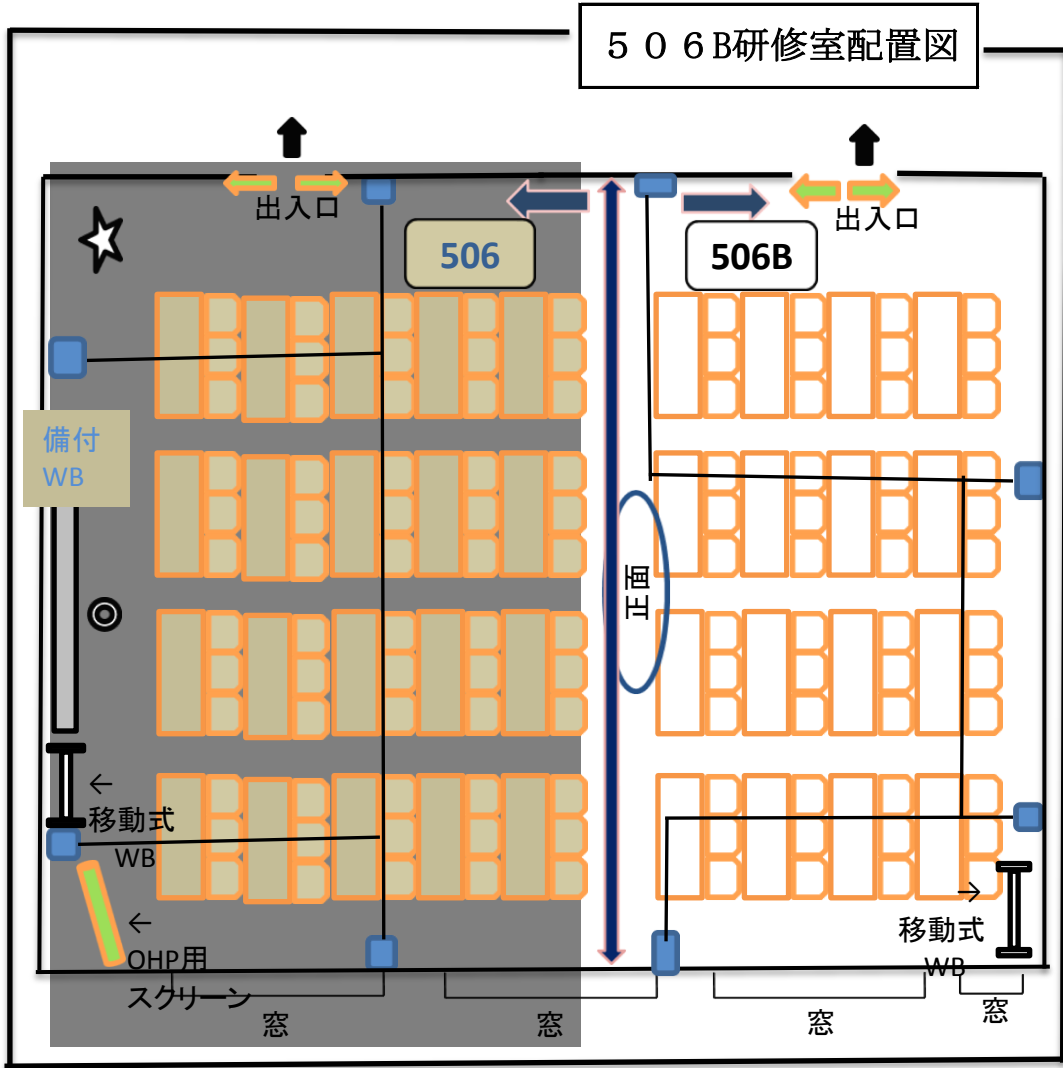 ５０６B研修室配置図
出入口
出入口
506
506B
備付
WB
正面
←
移動式
WB
←
OHP用
スクリーン
→
移動式
WB
窓
窓
窓
窓